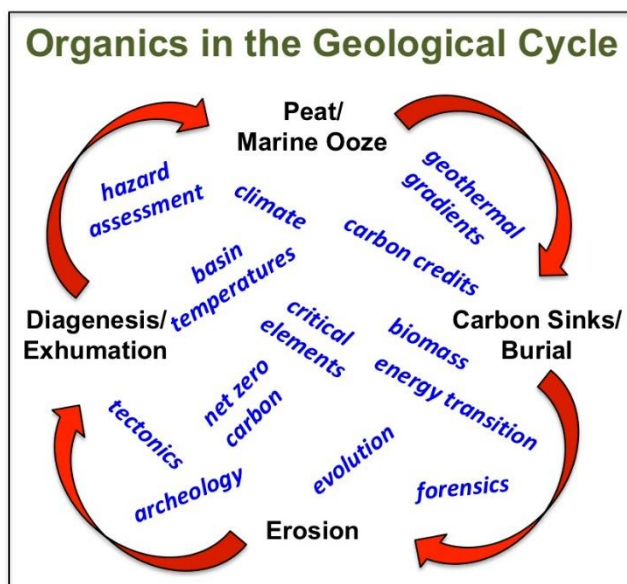 Organics in the Geological Cycle
Peat/
Marine Ooze
hazard
assessment
climate
geothermal
gradients
carbon credits
basin
temperatures
Diagenesis/
Exhumation
critical
elements
biomass
Carbon Sinks/
Burial
energy transition
net zero
carbon
tectonics
archeology
evolution
forensics
Erosion